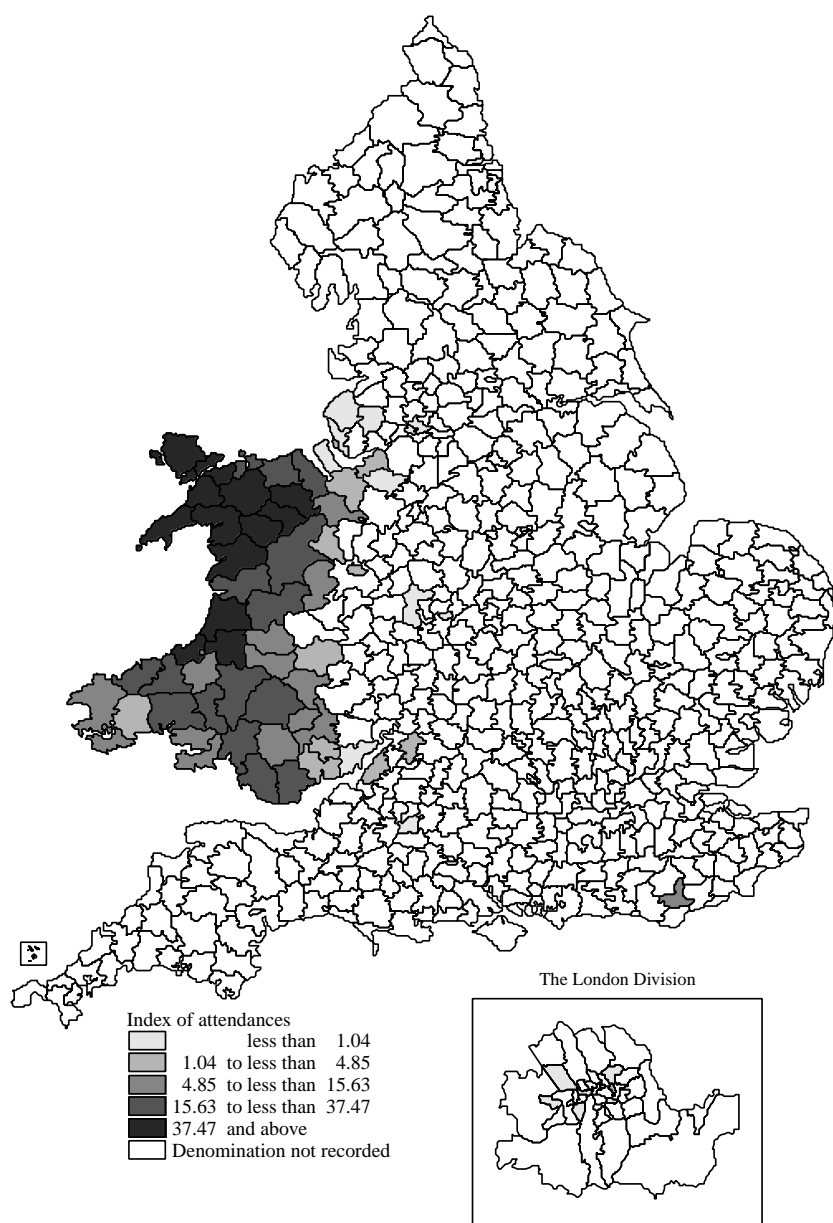 The London Division
Index of attendances
less than 1.04
1.04 to less than 4.85
4.85 to less than 15.63
15.63 to less than 37.47
37.47 and above
Denomination not recorded